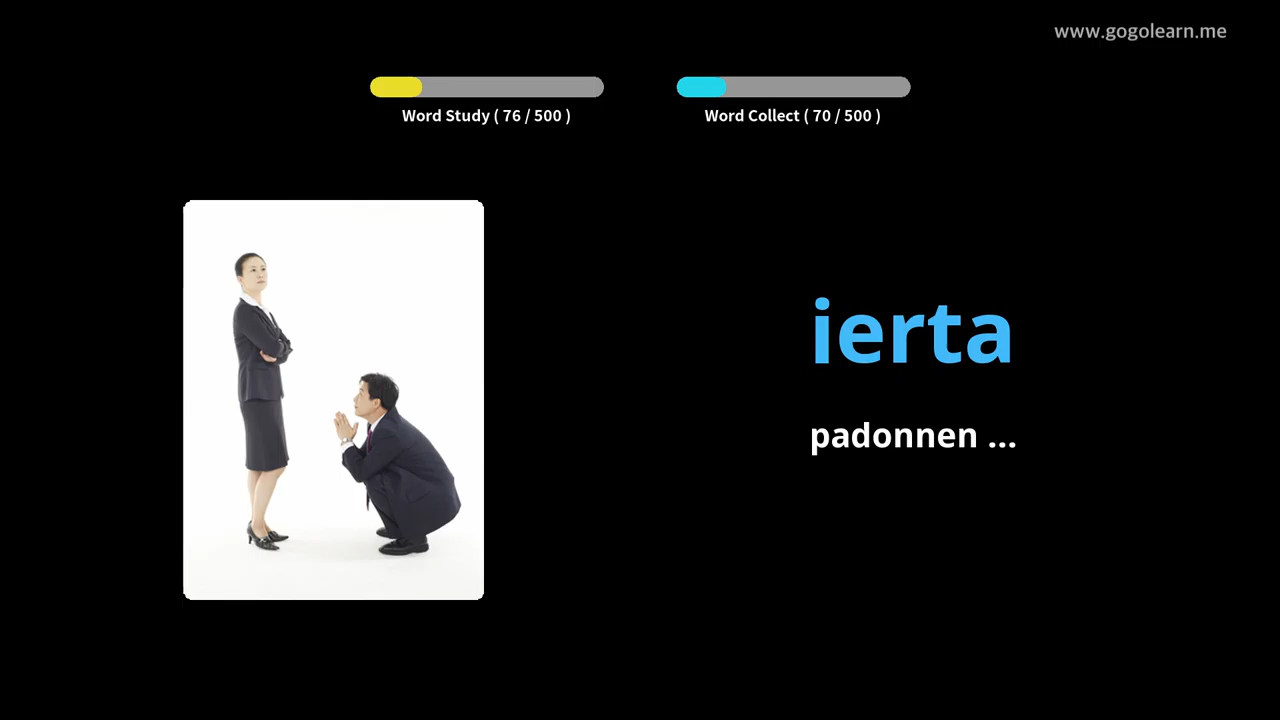 www.gogolearn.me
Word Study ( 76 / 500 )
Word Collect ( 70 / 500 )
ierta
padonnen ...